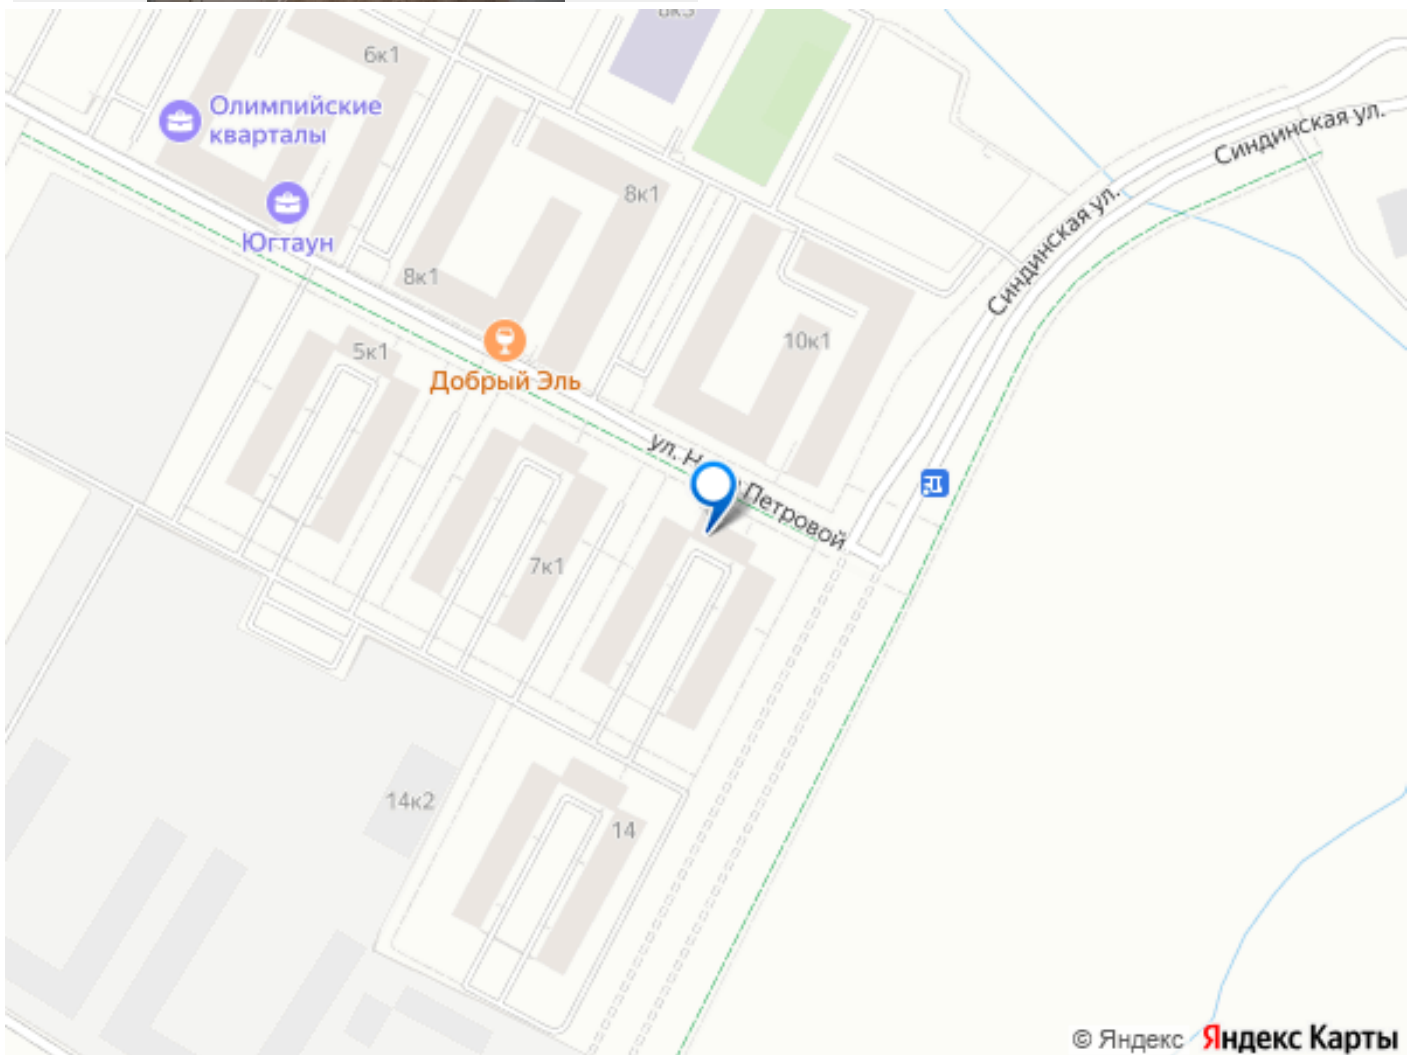 6к1
Олимпийские
кварталы
Синдинская ул.
8к1
Синдинская ул.
Югтаун
8к1
10к1
5к1
Добрый Эль
ул.
Петровой
7к1
14к2
14
© Яндекс Яндекс Карты